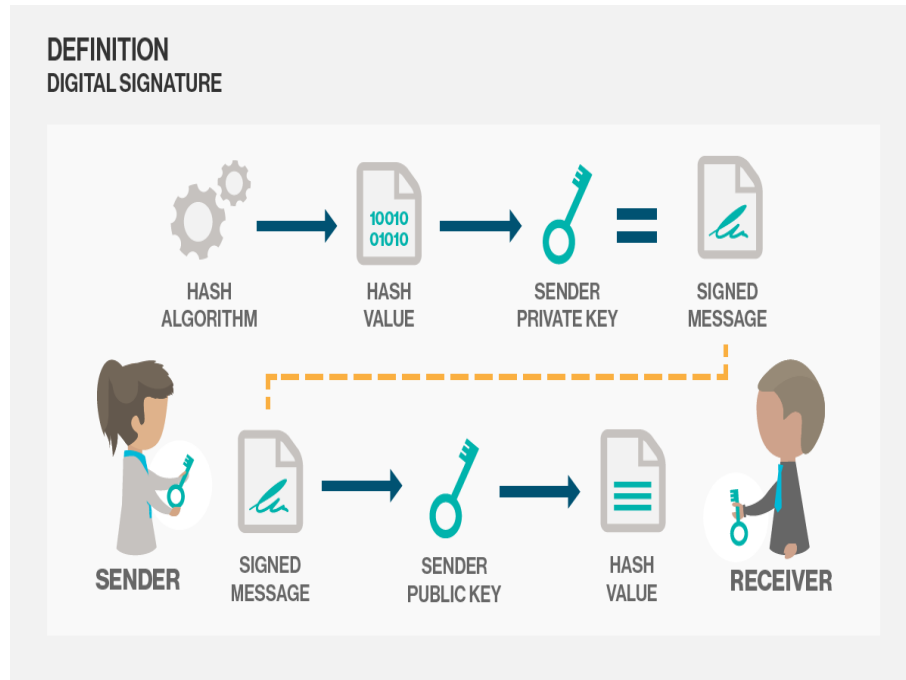 DEFINITION
DIGITAL SIGNATURE
10010
01010
HASH
ALGORITHM
HASH
VALUE
SENDER
PRIVATE KEY
SIGNED
MESSAGE
SENDER
SIGNED
MESSAGE
SENDER
PUBLIC KEY
HASH
VALUE
RECEIVER